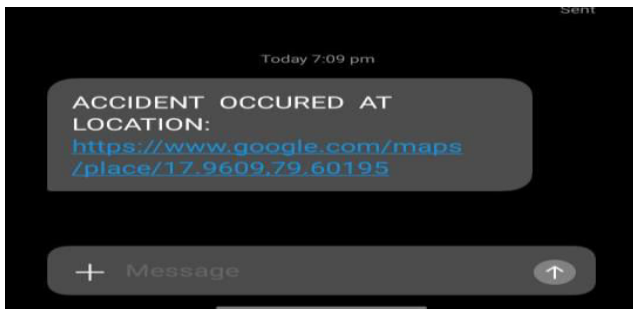 Sent
Today 7:09 pm
ACCIDENT OCCURED AT
LOCATION:
https://www.google.com/maps
/place/17.9609,79.60195
Message